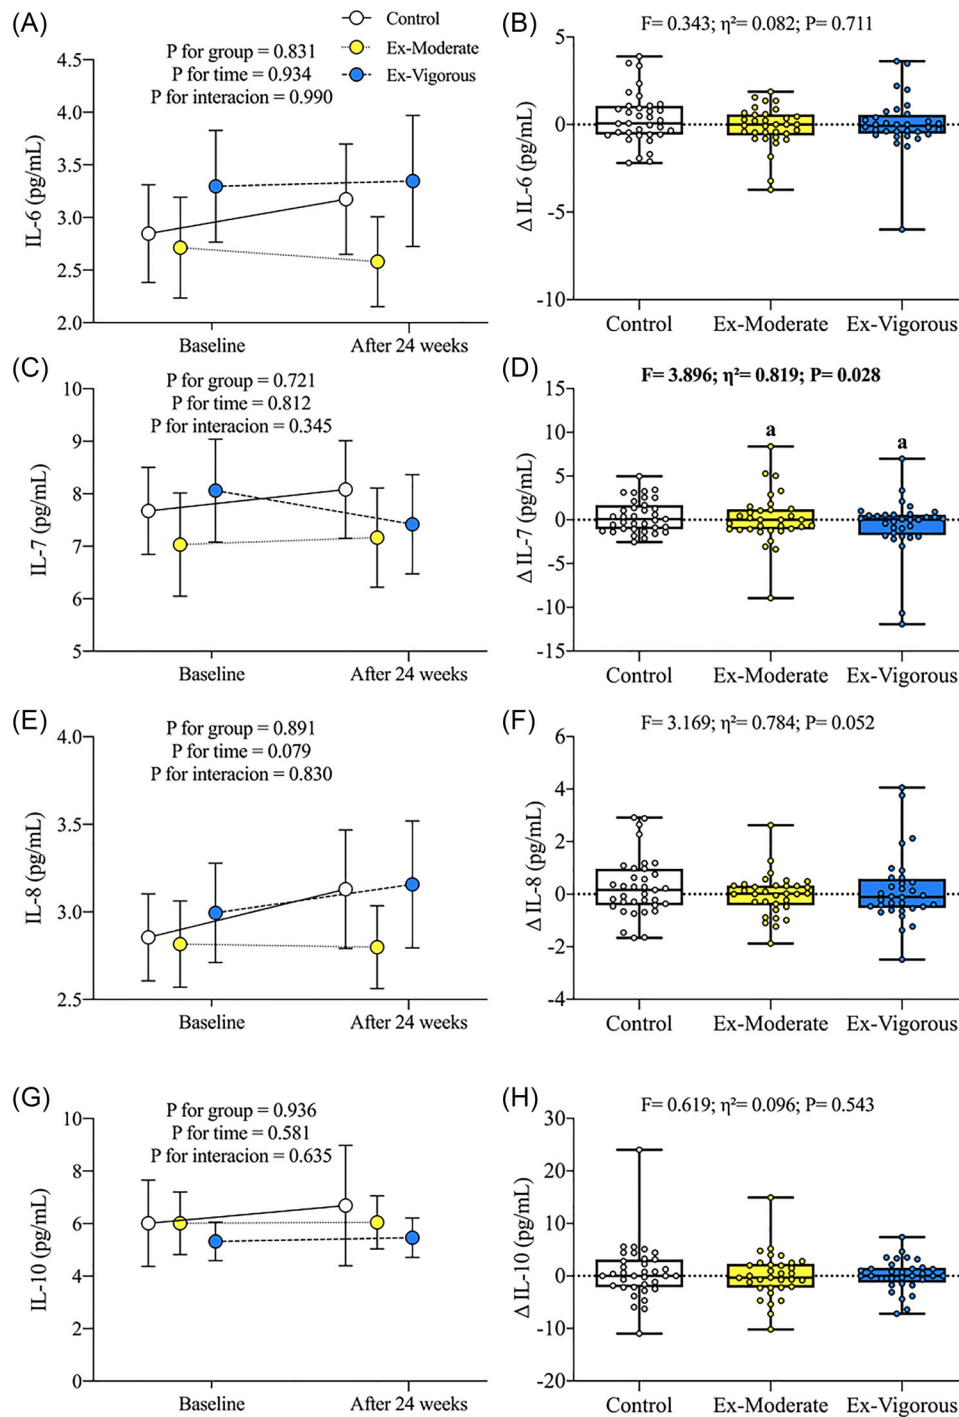 (A)
Control
Ex-Moderate
Ex-Vigorous
P for group = 0.831
P for time = 0.934
P for interacion = 0.990
IL-6 (pg/mL)
4.5
4.0
3.5
3.0
2.5
2.0
Baseline
After 24 weeks
(B)
F= 0.343; η²= 0.082; P= 0.711
Δ IL-6 (pg/mL)
5
0
-5
-10
Control
Ex-Moderate
Ex-Vigorous
(C)
P for group = 0.721
P for time = 0.812
P for interacion = 0.345
IL-7 (pg/mL)
10
9
8
7
6
5
Baseline
After 24 weeks
(D)
F= 3.896; η²= 0.819; P= 0.028
a
a
Δ IL-7 (pg/mL)
15
10
5
0
-5
-10
-15
Control
Ex-Moderate
Ex-Vigorous
(E)
P for group = 0.891
P for time = 0.079
P for interacion = 0.830
IL-8 (pg/mL)
4.0
3.5
3.0
2.5
Baseline
After 24 weeks
(F)
F= 3.169; η²= 0.784; P= 0.052
Δ IL-8 (pg/mL)
6
4
2
0
-2
-4
Control
Ex-Moderate
Ex-Vigorous
(G)
P for group = 0.936
P for time = 0.581
P for interacion = 0.635
IL-10 (pg/mL)
10
8
6
4
2
0
Baseline
After 24 weeks
(H)
F= 0.619; η²= 0.096; P= 0.543
Δ IL-10 (pg/mL)
30
20
10
0
-10
-20
Control
Ex-Moderate
Ex-Vigorous